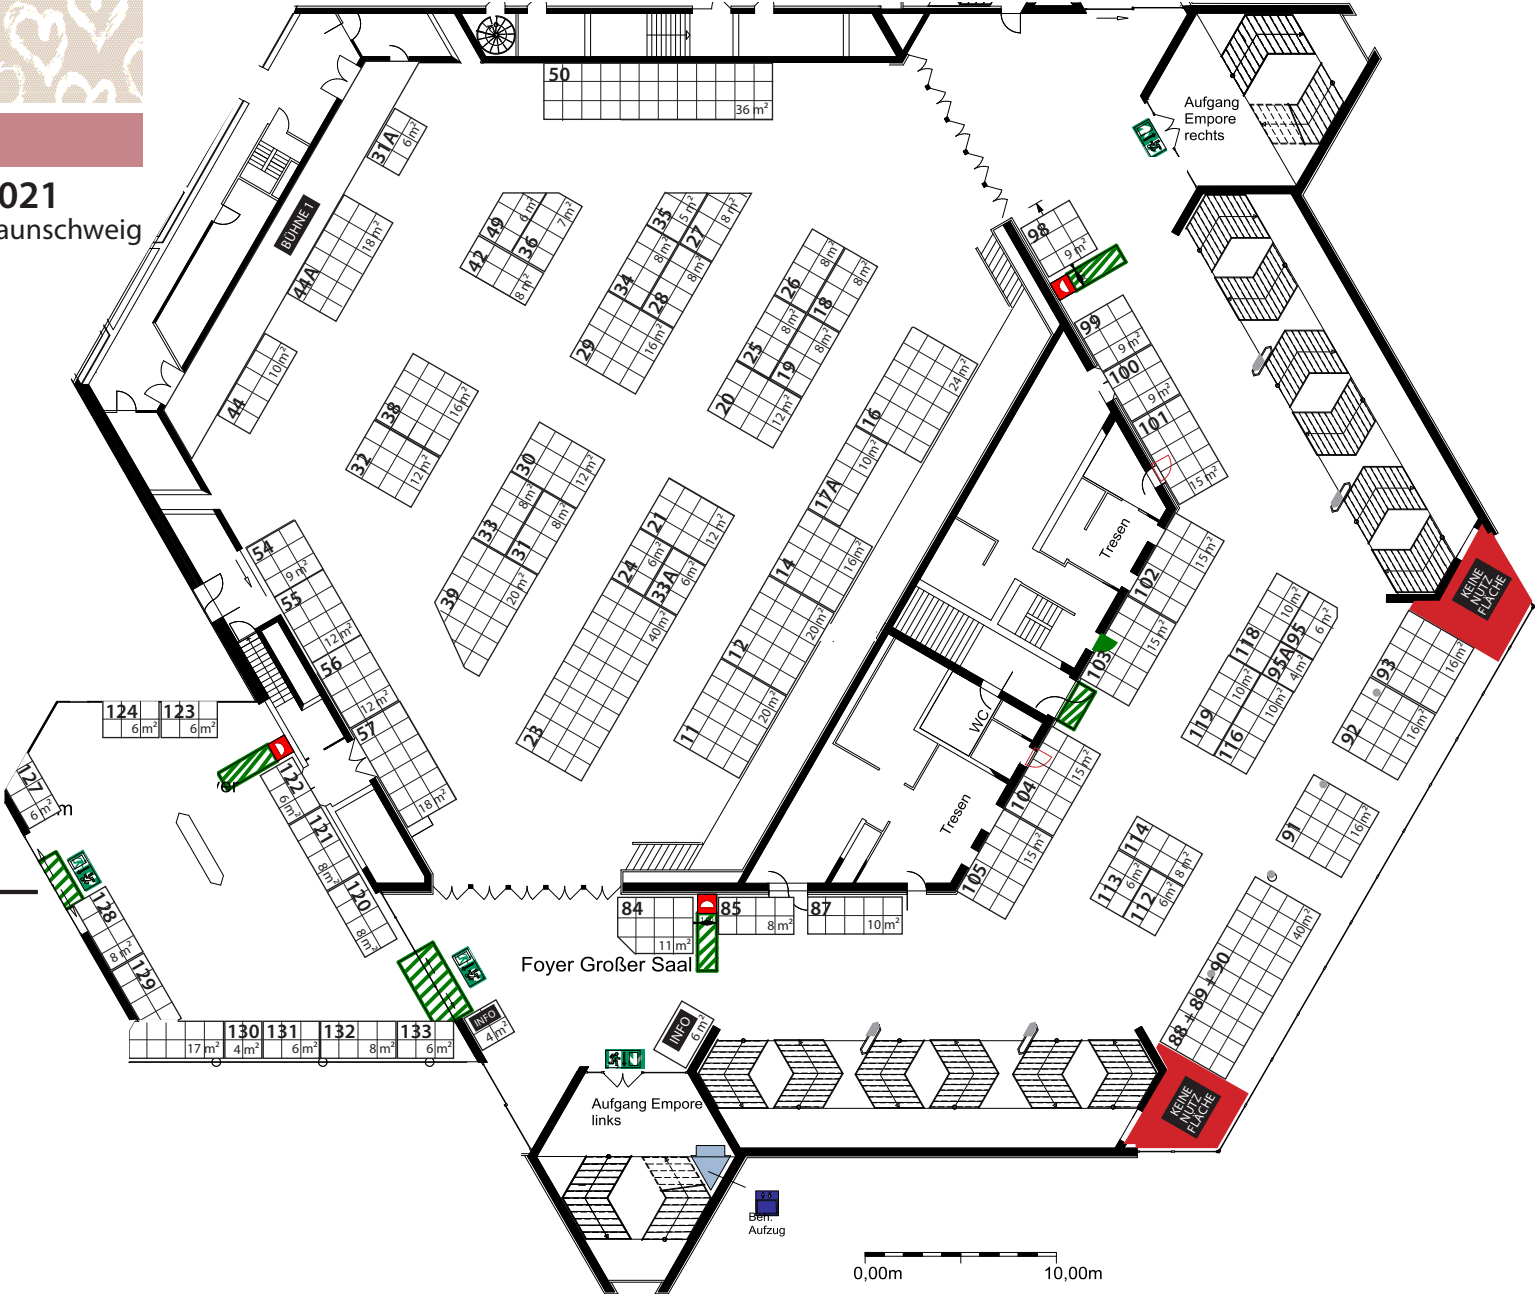 021
aunschweig
50
36 m²
Aufgang
Empore
rechts
31A
6 m²
BÜHNE 1
44A
18 m²
49
6 m²
36
7 m²
42
8 m²
35
5 m²
27
18 m²
34
8 m²
28
8 m²
29
16 m²
26
8 m²
18
8 m²
25
8 m²
19
8 m²
20
12 m²
98
9 m²
99
9 m²
100
9 m²
101
15 m²
44
10 m²
38
16 m²
32
12 m²
16
24 m²
17A
10 m²
30
12 m²
33
8 m²
31
8 m²
39
20 m²
21
12 m²
24
6 m²
33A
6 m²
23
40 m²
14
16 m²
12
20 m²
11
20 m²
Tresen
102
15 m²
103
15 m²
WC
104
15 m²
Tresen
105
15 m²
54
9 m²
55
12 m²
56
12 m²
57
18 m²
118
10 m²
95
6 m²
95A
4 m²
119
10 m²
116
10 m²
KEINE
NUTZ
FLÄCHE
93
16 m²
92
16 m²
91
16 m²
114
8 m²
113
6 m²
112
6 m²
88 + 89 + 90
40 m²
124
6 m²
123
6 m²
127
6 m²
m
122
6 m²
121
8 m²
120
8 m²
128
8 m²
129
17 m²
130
4 m²
131
6 m²
132
8 m²
133
6 m²
84
11 m²
85
8 m²
87
10 m²
Foyer Großer Saal
INFO
4 m²
INFO
6 m²
Aufgang Empore
links
KEINE
NUTZ
FLÄCHE
Beh.
Aufzug
0,00m
10,00m